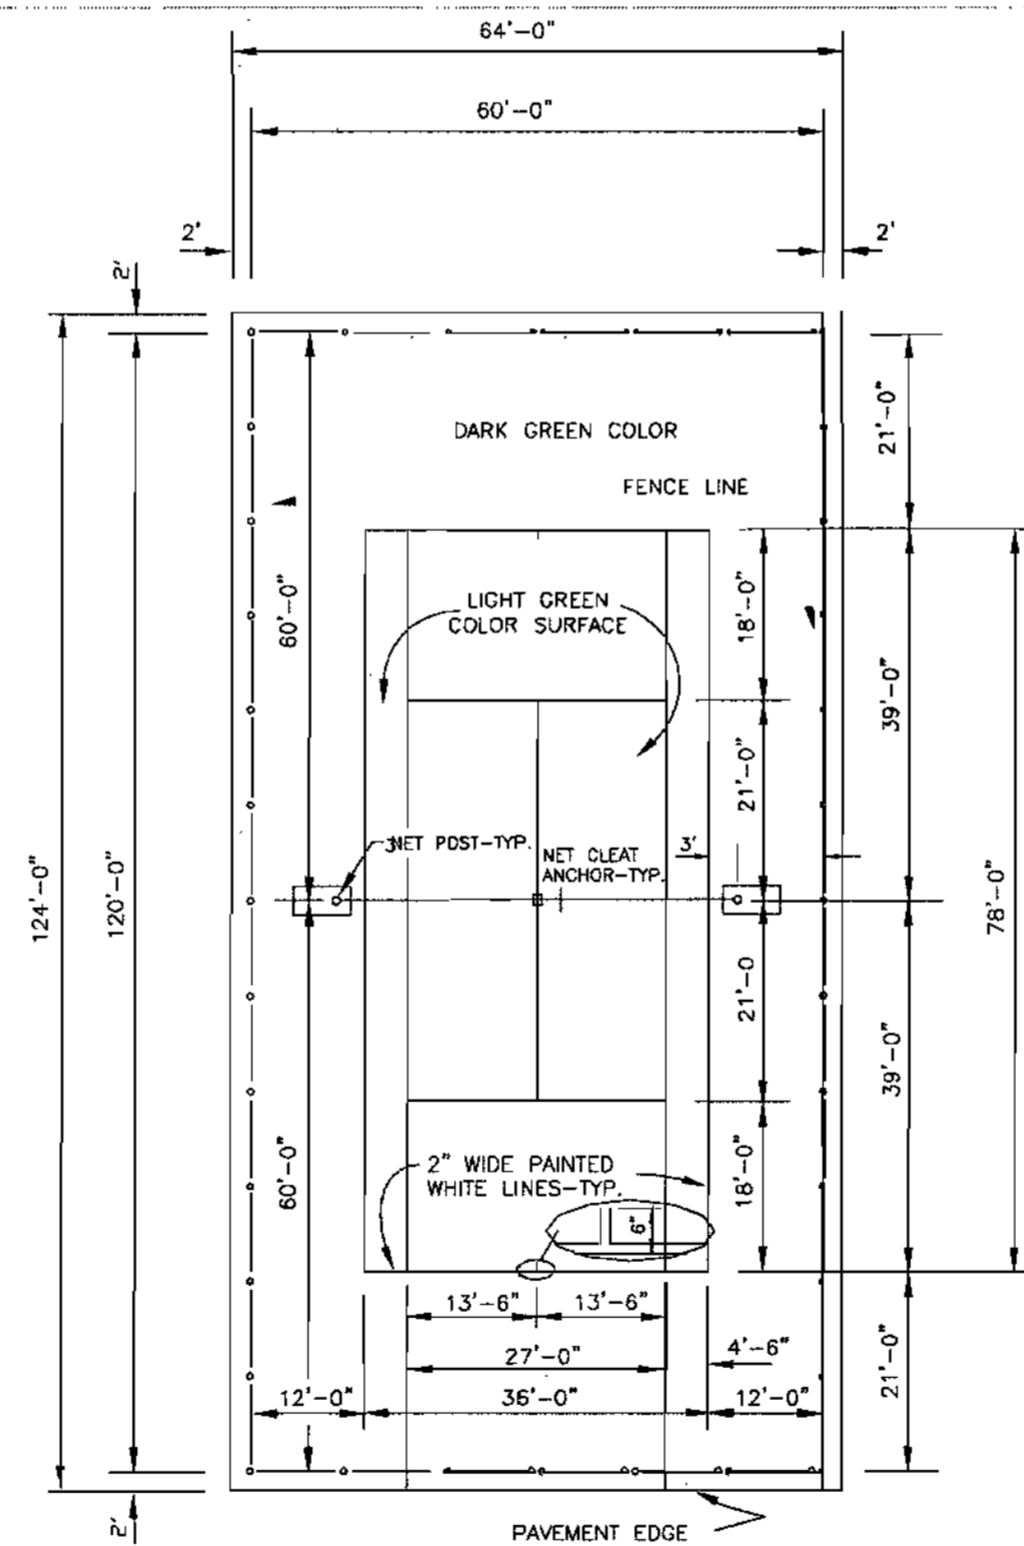 64'-0"
60'-0"
2'
2'
2'
21'-0"
DARK GREEN COLOR
FENCE LINE
60'-0"
LIGHT GREEN
COLOR SURFACE
18'-0"
39'-0"
21'-0"
3'NET POST-TYP.
NET CLEAT
ANCHOR-TYP.
3'
124'-0"
120'-0"
78'-0"
21'-0
39'-0"
60'-0"
2" WIDE PAINTED
WHITE LINES-TYP.
18'-0"
6"
13'-6" 13'-6"
27'-0"
4'-6"
12'-0" 36'-0" 12'-0"
21'-0"
2'
PAVEMENT EDGE